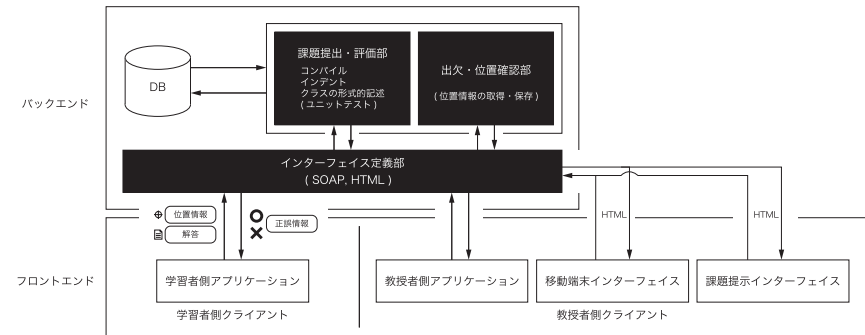 バックエンド
DB
課題提出・評価部
コンパイル
インデント
クラスの形式的記述
(ユニットテスト)
出欠・位置確認部
(位置情報の取得・保存)
インターフェイス定義部
( SOAP, HTML )
位置情報
解答
正誤情報
HTML
HTML
フロントエンド
学習者側アプリケーション
教授者側アプリケーション
移動端末インターフェイス
課題提示インターフェイス
学習者側クライアント
教授者側クライアント